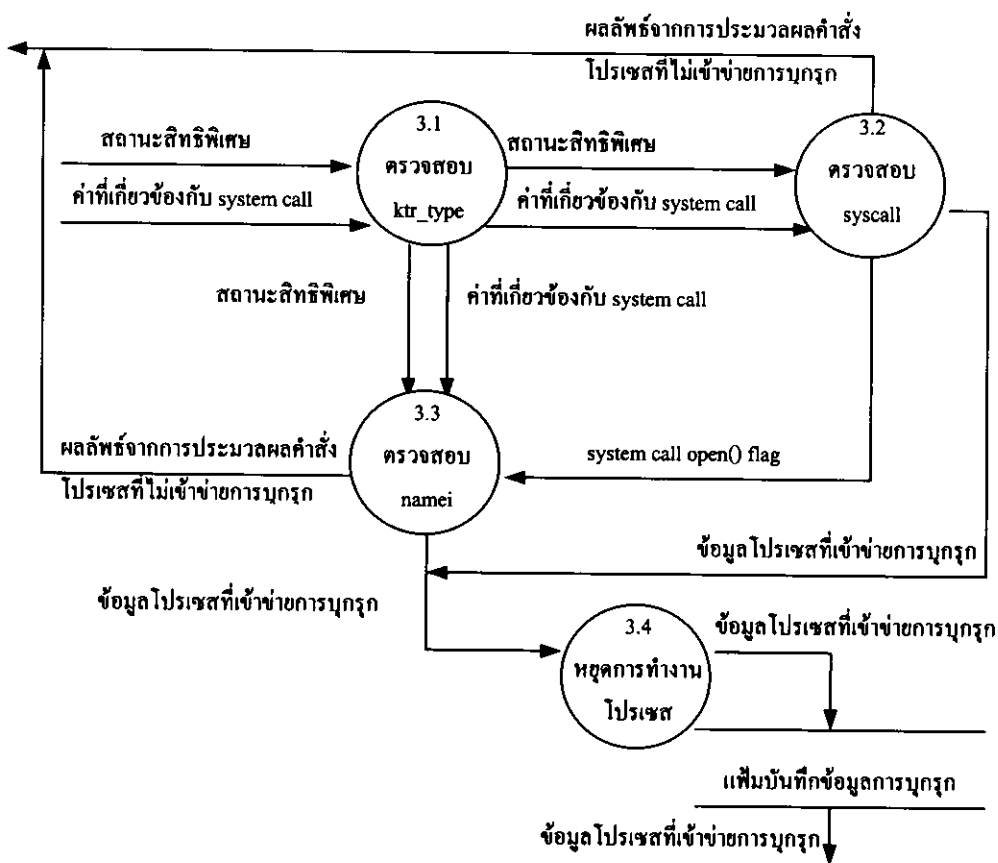 ผลลัพธ์จากการประมวลผลคำสั่ง
โปรเซสที่ไม่เข้าข่ายการบุกรุก
3.1
ตรวจสอบ
ktr_type
3.2
ตรวจสอบ
syscall
สถานะสิทธิพิเศษ
ค่าที่เกี่ยวข้องกับ system call
สถานะสิทธิพิเศษ
ค่าที่เกี่ยวข้องกับ system call
สถานะสิทธิพิเศษ
ค่าที่เกี่ยวข้องกับ system call
3.3
ตรวจสอบ
namei
ผลลัพธ์จากการประมวลผลคำสั่ง
โปรเซสที่ไม่เข้าข่ายการบุกรุก
system call open() flag
ข้อมูลโปรเซสที่เข้าข่ายการบุกรุก
ข้อมูลโปรเซสที่เข้าข่ายการบุกรุก
3.4
หยุดการทำงาน
โปรเซส
ข้อมูลโปรเซสที่เข้าข่ายการบุกรุก
แฟ้มบันทึกข้อมูลการบุกรุก
ข้อมูลโปรเซสที่เข้าข่ายการบุกรุก